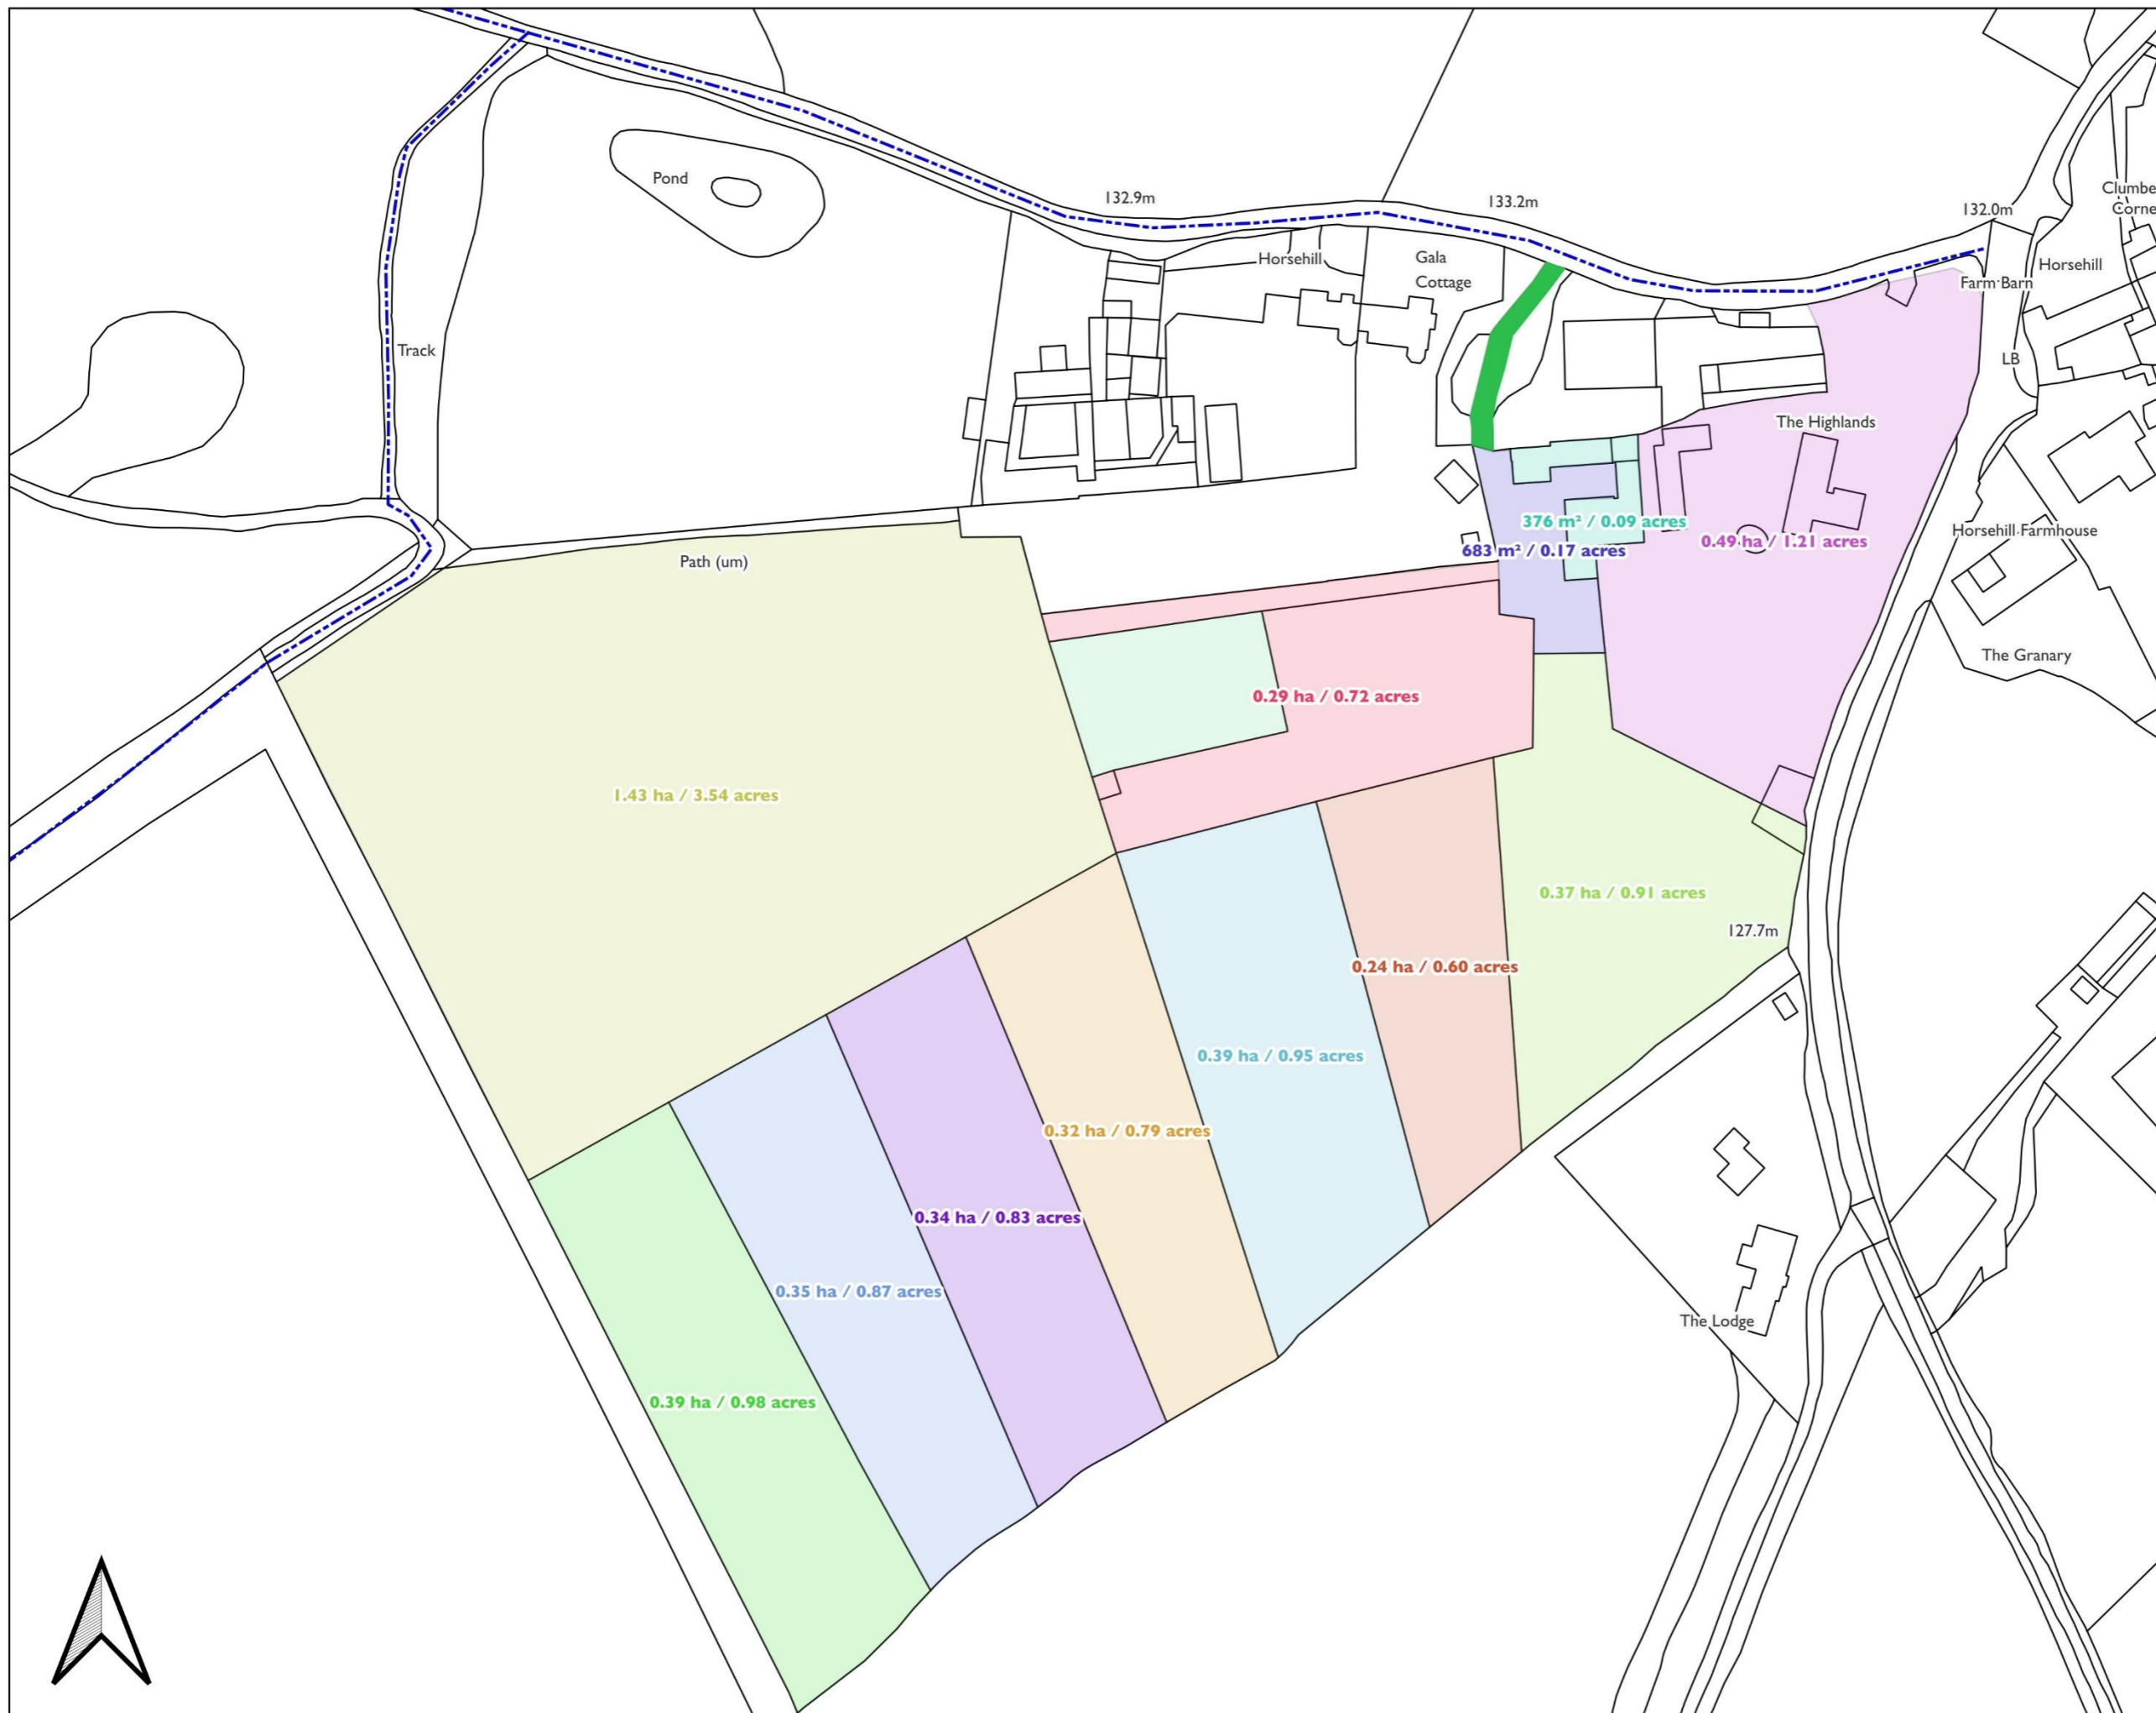 132.9m
133.2m
132.0m
Pond
Clumbe
Corne
Horsehill
Gala
Cottage
Horsehill
Farm Barn
Track
LB
The Highlands
376 m² / 0.09 acres
683 m² / 0.17 acres
0.49 ha / 1.21 acres
Horsehill Farmhouse
Path (um)
The Granary
0.29 ha / 0.72 acres
1.43 ha / 3.54 acres
0.37 ha / 0.91 acres
127.7m
0.24 ha / 0.60 acres
0.39 ha / 0.95 acres
0.32 ha / 0.79 acres
0.34 ha / 0.83 acres
0.35 ha / 0.87 acres
The Lodge
0.39 ha / 0.98 acres